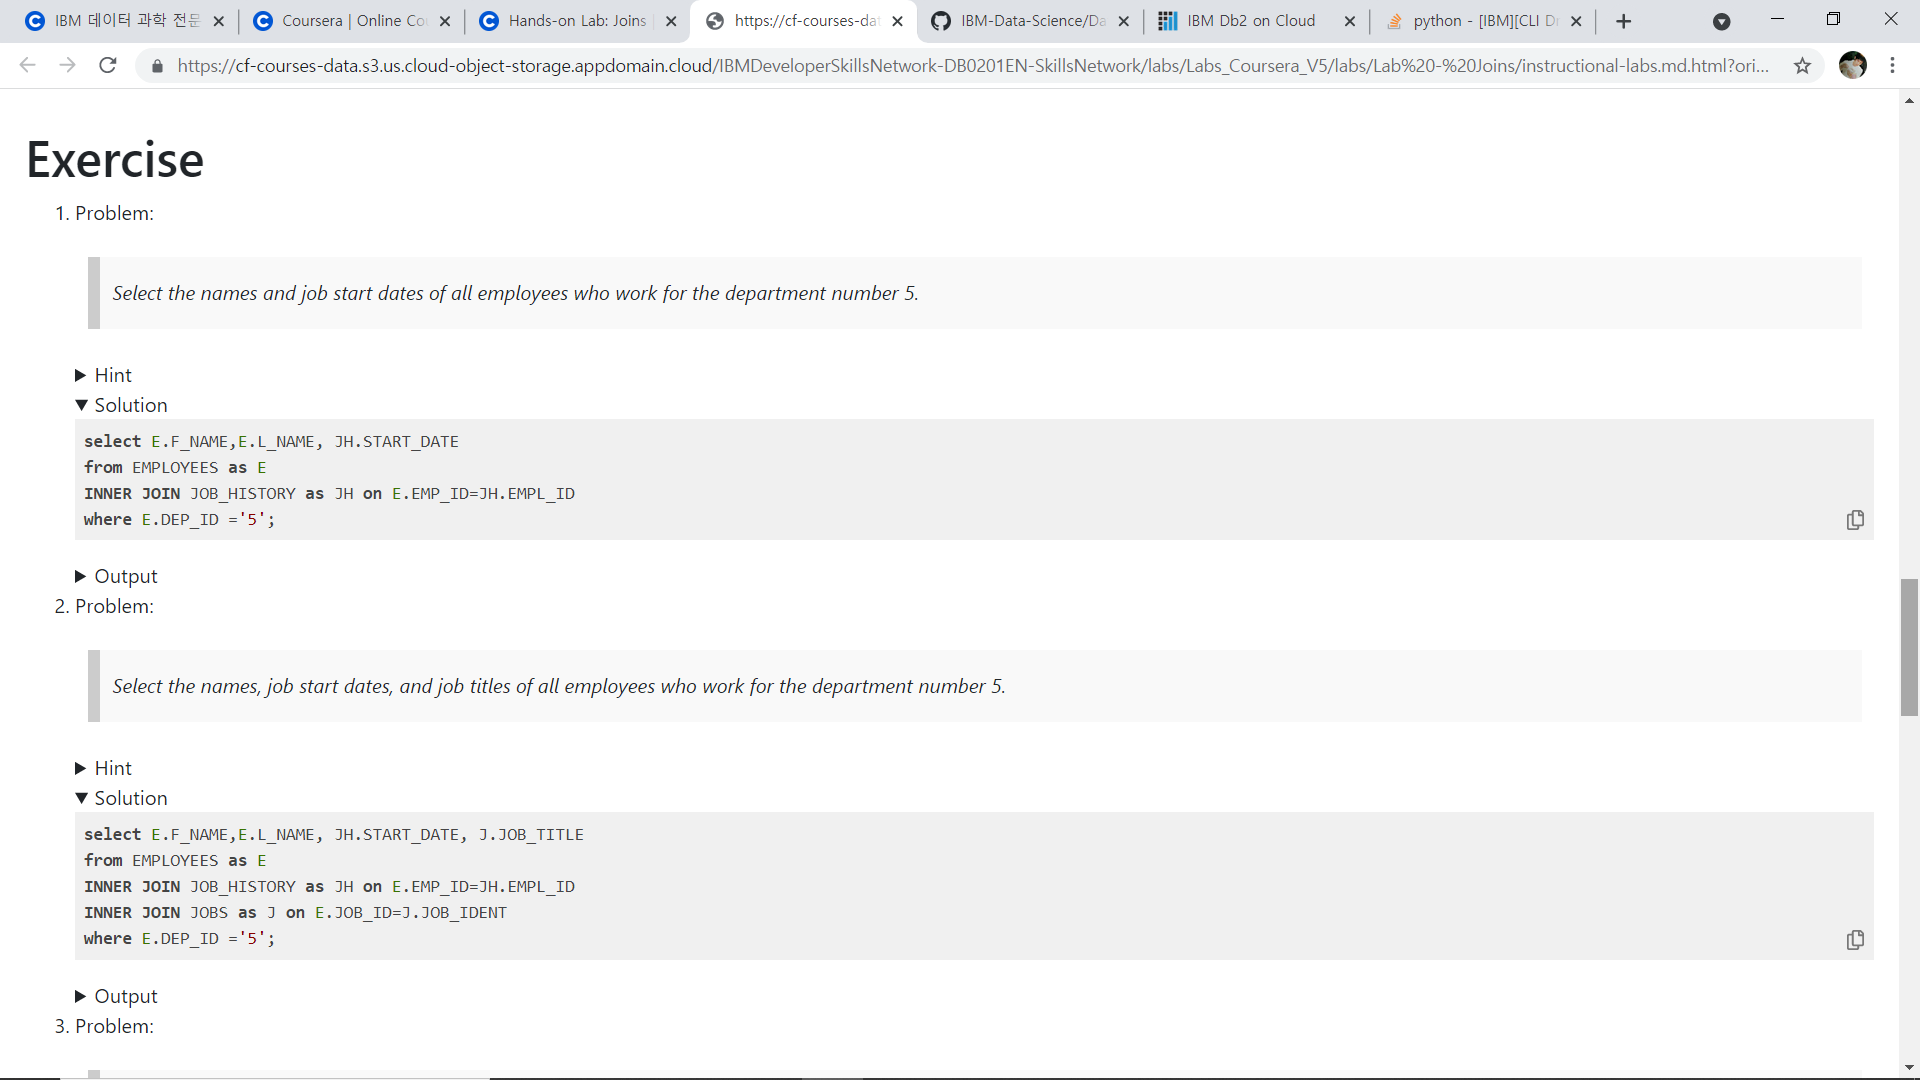 IBM 데이터 과학 전문
Coursera | Online Co
Hands-on Lab: Joins
https://cf-courses-da
IBM-Data-Science/Da
IBM Db2 on Cloud
python - [IBM][CLI Dr
https://cf-courses-data.s3.us.cloud-object-storage.appdomain.cloud/IBMDeveloperSkillsNetwork-DB0201EN-SkillsNetwork/labs/Labs_Coursera_V5/labs/Lab%20-%20Joins/instructional-labs.md.html?ori...
Exercise
1. Problem:
Select the names and job start dates of all employees who work for the department number 5.
▶ Hint
▼ Solution
select E.F_NAME,E.L_NAME, JH.START_DATE
from EMPLOYEES as E
INNER JOIN JOB_HISTORY as JH on E.EMP_ID=JH.EMPL_ID
where E.DEP_ID ='5';
▶ Output
2. Problem:
Select the names, job start dates, and job titles of all employees who work for the department number 5.
▶ Hint
▼ Solution
select E.F_NAME,E.L_NAME, JH.START_DATE, J.JOB_TITLE
from EMPLOYEES as E
INNER JOIN JOB_HISTORY as JH on E.EMP_ID=JH.EMPL_ID
INNER JOIN JOBS as J on E.JOB_ID=J.JOB_IDENT
where E.DEP_ID ='5';
▶ Output
3. Problem: